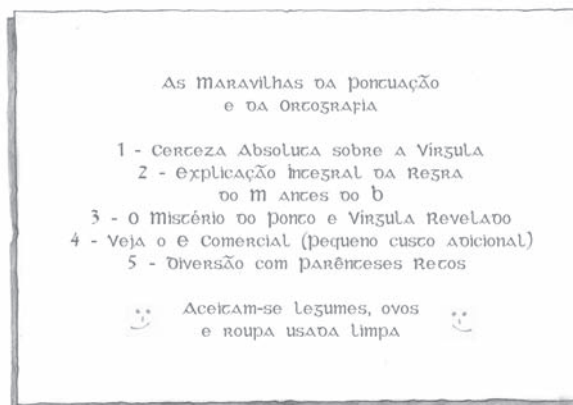 As Maravilhas da Pontuação
e da Ortografia
1 - Certeza Absoluta sobre a Vírgula
2 - Explicação Integral da Regra
do M antes do B
3 - O Mistério do Ponto e Vírgula Revelado
4 - Veja o E Comercial (Pequeno custo adicional)
5 - Diversão com Parênteses Retos
Aceitam-se legumes, ovos
e roupa usada limpa